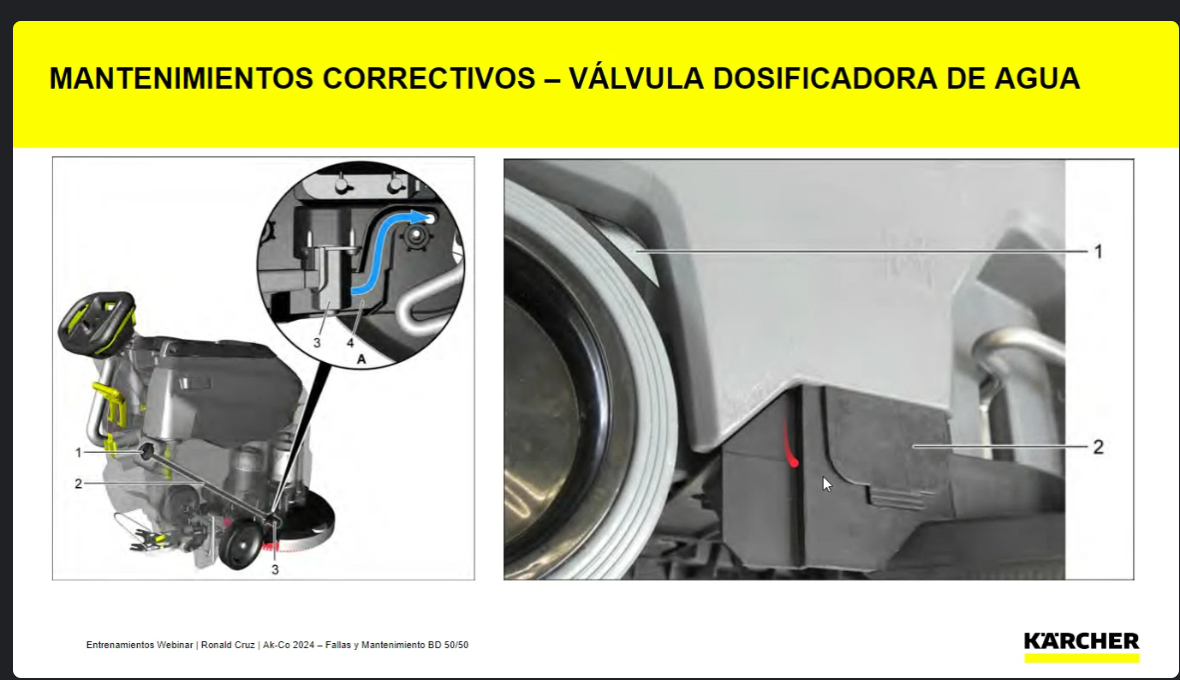 MANTENIMIENTOS CORRECTIVOS – VÁLVULA DOSIFICADORA DE AGUA
3 4
A
1
2
3
1
2
Entrenamientos Webinar | Ronald Cruz | Ak-Co 2024 – Fallas y Mantenimiento BD 50/50
KÄRCHER